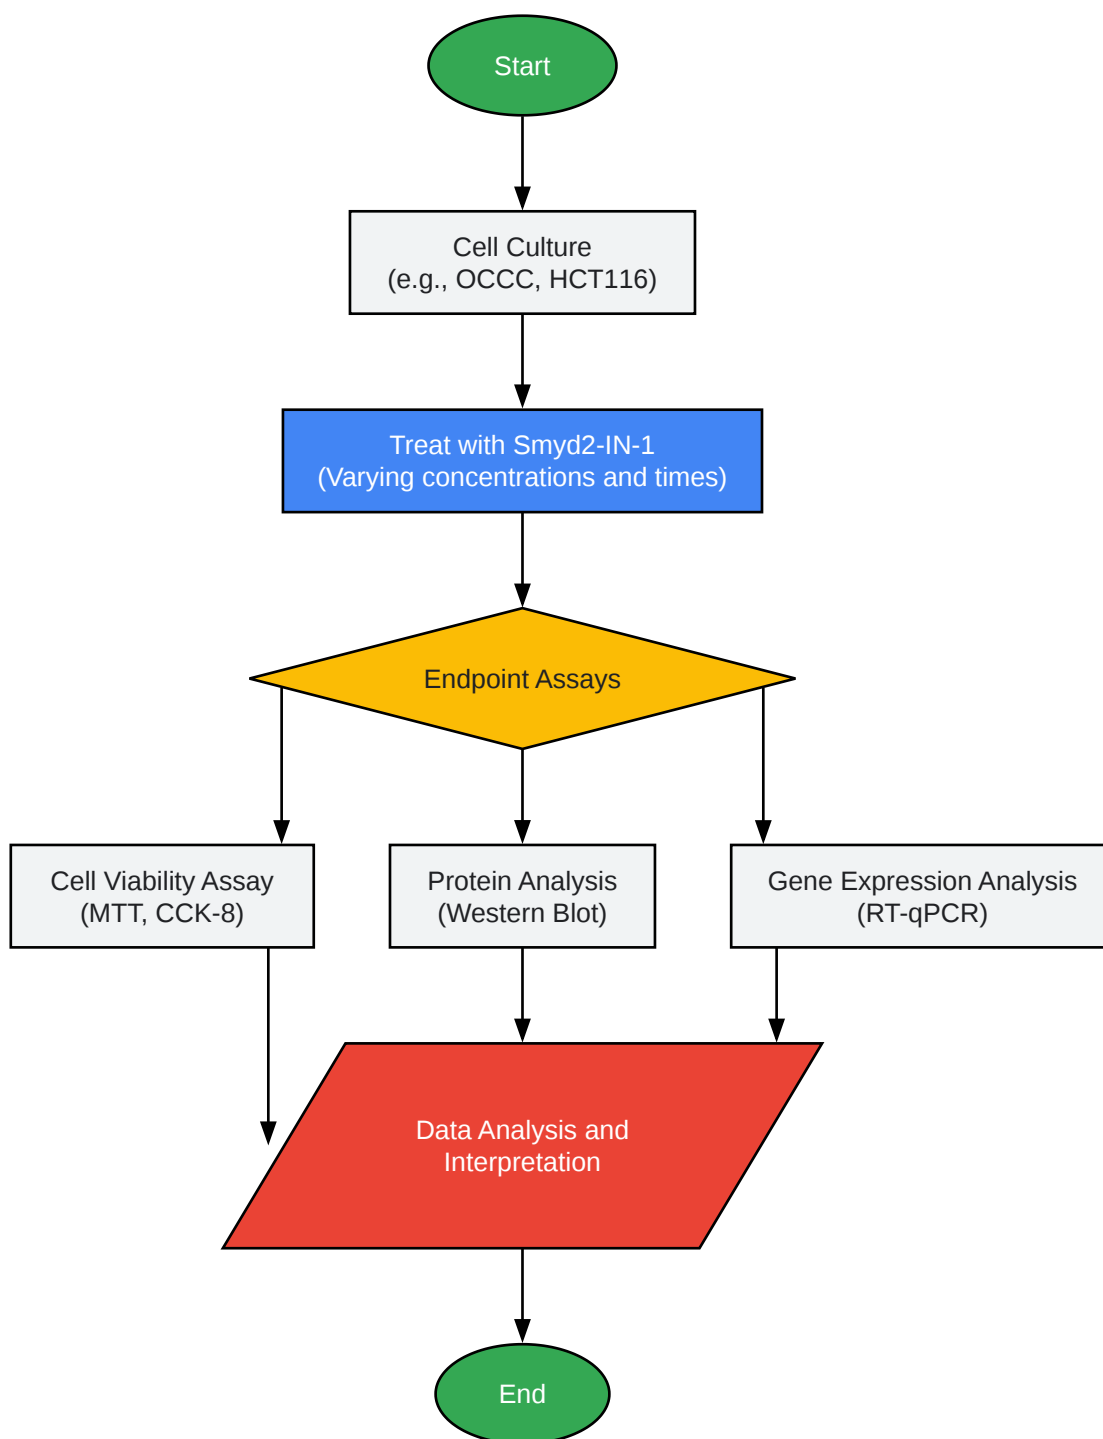 Start
Cell Culture
(e.g., OCCC, HCT116)
Treat with Smyd2-IN-1
(Varying concentrations and times)
Endpoint Assays
Cell Viability Assay
(MTT, CCK-8)
Protein Analysis
(Western Blot)
Gene Expression Analysis
(RT-qPCR)
Data Analysis and
Interpretation
End